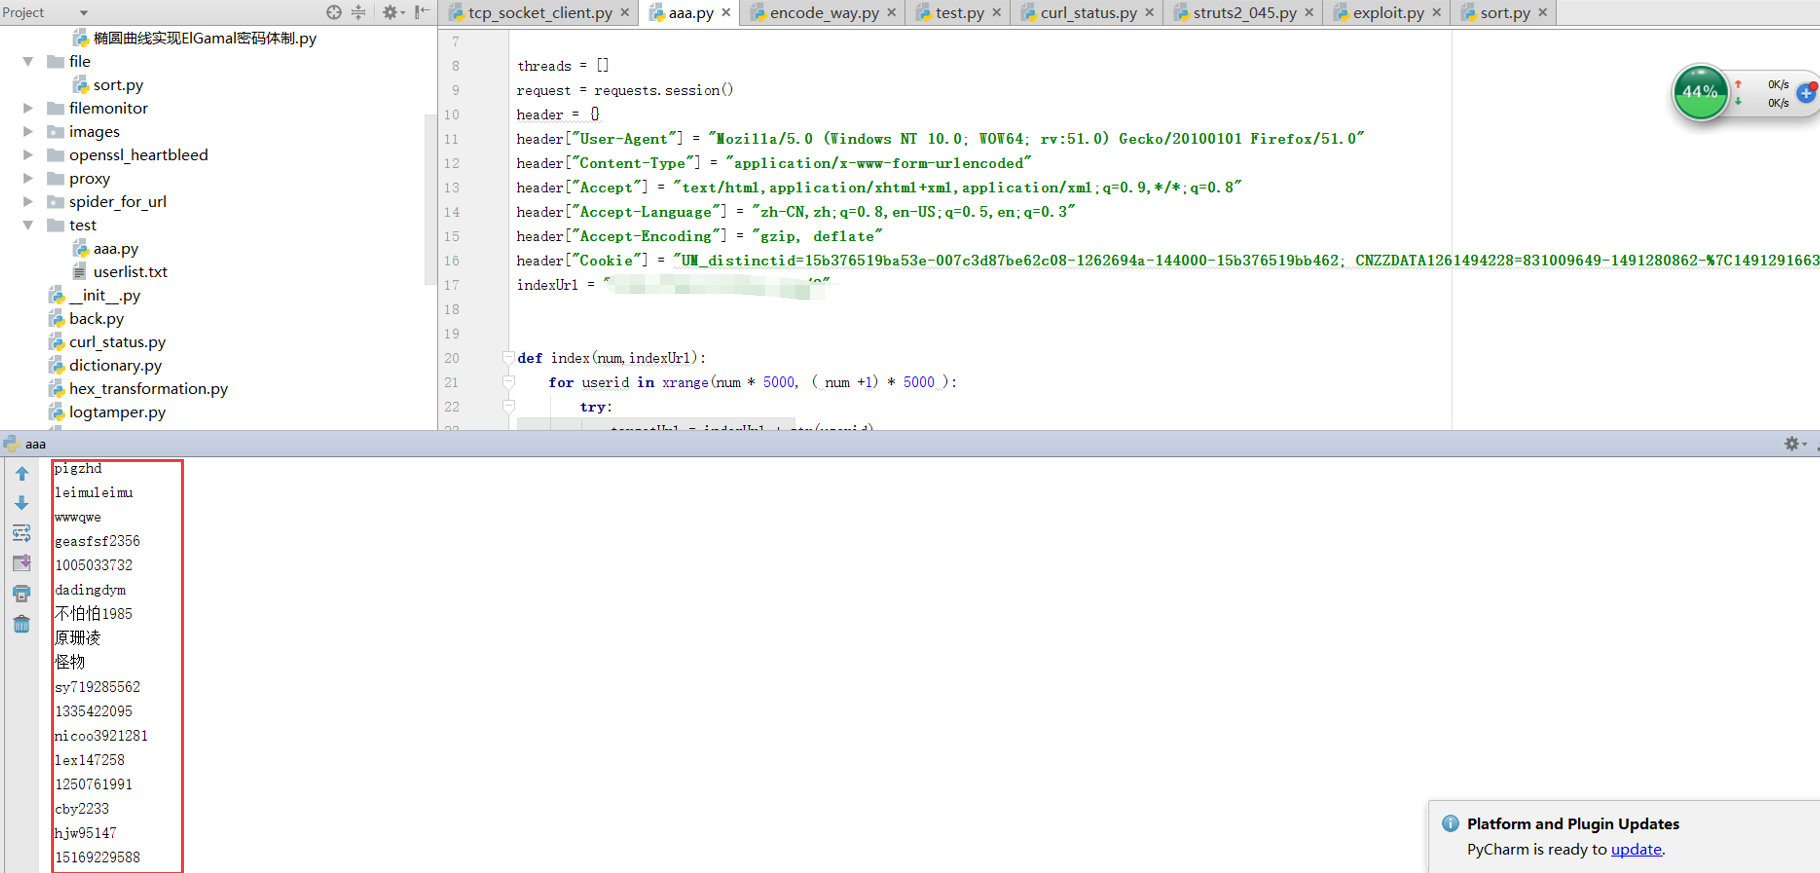 Project
tcp_socket_client.py
aaa.py
encode_way.py
test.py
curl_status.py
struts2_045.py
exploit.py
sort.py
椭圆曲线实现ElGamal密码体制.py
file
sort.py
filemonitor
images
openssl_heartbleed
proxy
spider_for_url
test
aaa.py
userlist.txt
__init__.py
back.py
curl_status.py
dictionary.py
hex_transformation.py
logtamper.py
7
8 threads = []
9 request = requests.session()
10 header = {}
11 header["User-Agent"] = "Mozilla/5.0 (Windows NT 10.0; WOW64; rv:51.0) Gecko/20100101 Firefox/51.0"
12 header["Content-Type"] = "application/x-www-form-urlencoded"
13 header["Accept"] = "text/html,application/xhtml+xml,application/xml;q=0.9,*/*;q=0.8"
14 header["Accept-Language"] = "zh-CN,zh;q=0.8,en-US;q=0.5,en;q=0.3"
15 header["Accept-Encoding"] = "gzip, deflate"
16 header["Cookie"] = "UM_distinctid=15b376519ba53e-007c3d87be62c08-1262694a-144000-15b376519bb462; CNZZDATA1261494228=831009649-1491280862-%7C1491291663
17 indexUrl = "
18
19
20 def index(num,indexUrl):
21 for userid in xrange(num * 5000, ( num +1) * 5000 ):
22 try:
44%
0K/s
0K/s
aaa
pigzhd
leimuleimu
wwwqwe
geasfsf2356
1005033732
dadingdym
不怕怕1985
原珊凌
怪物
sy719285562
1335422095
nicoo3921281
lex147258
1250761991
cby2233
hjw95147
15169229588
Platform and Plugin Updates
PyCharm is ready to update.